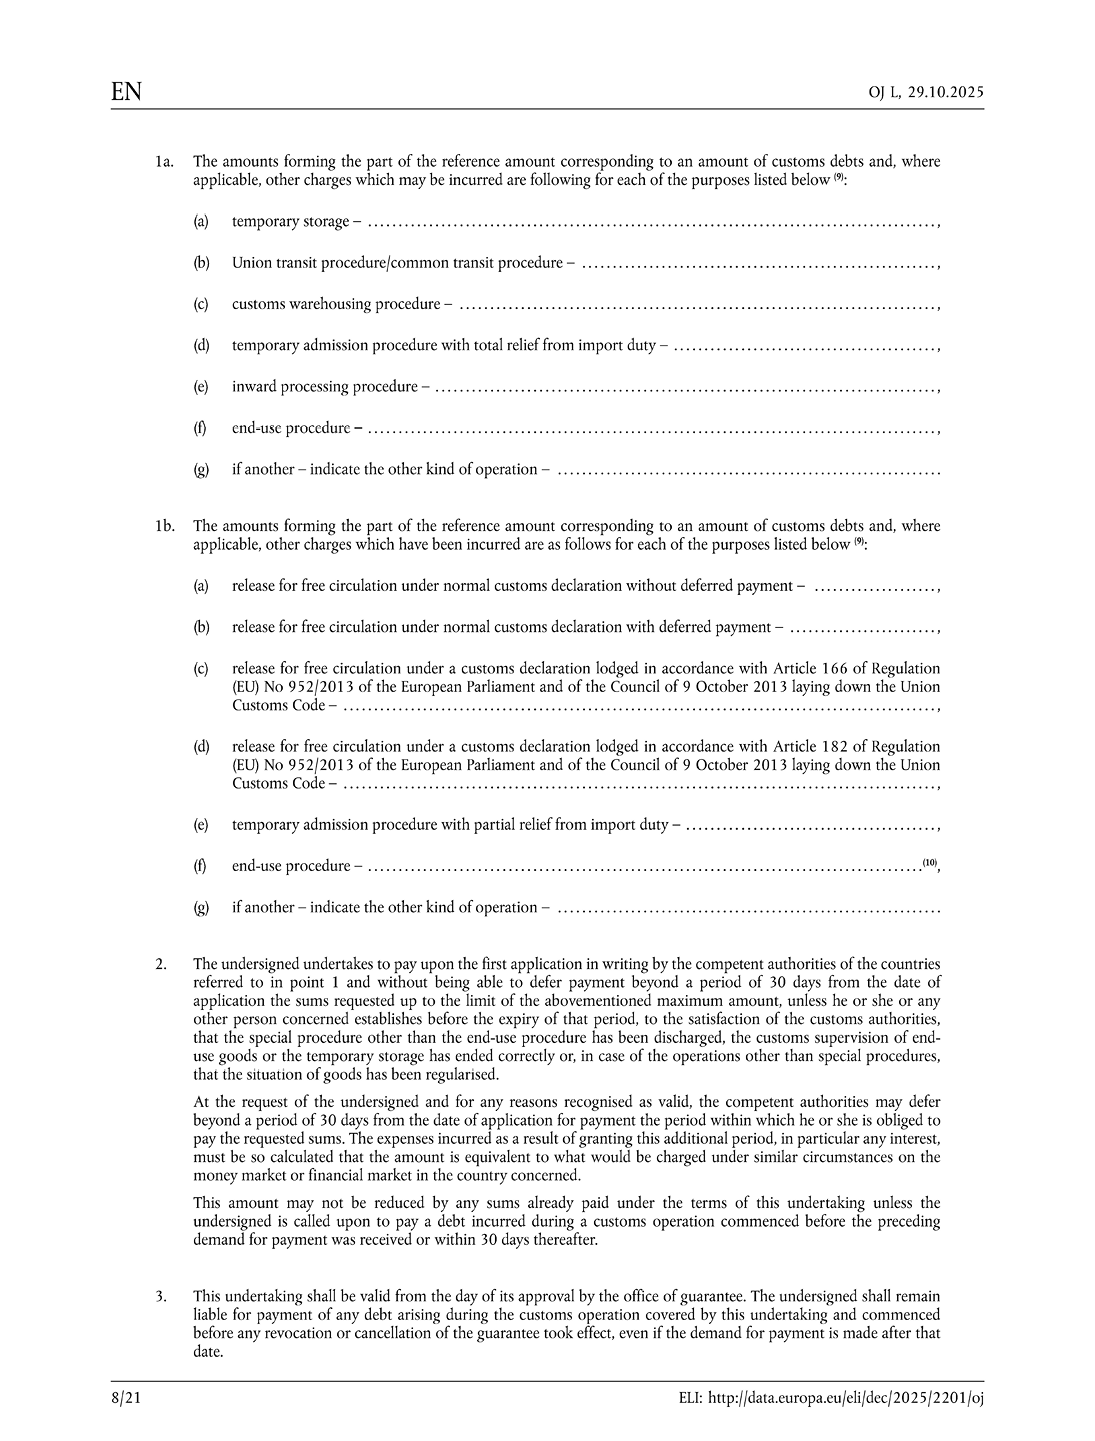 EN
OJ L, 29.10.2025
1a. The amounts forming the part of the reference amount corresponding to an amount of customs debts and, where
applicable, other charges which may be incurred are following for each of the purposes listed below (9):
(a) temporary storage – ................................................................................................,
(b) Union transit procedure/common transit procedure – ............................................................,
(c) customs warehousing procedure – .................................................................................,
(d) temporary admission procedure with total relief from import duty – .............................................,
(e) inward processing procedure – .....................................................................................,
(f) end-use procedure – ................................................................................................,
(g) if another – indicate the other kind of operation – ................................................................
1b. The amounts forming the part of the reference amount corresponding to an amount of customs debts and, where
applicable, other charges which have been incurred are as follows for each of the purposes listed below (9):
(a) release for free circulation under normal customs declaration without deferred payment – .....................,
(b) release for free circulation under normal customs declaration with deferred payment – .........................,
(c) release for free circulation under a customs declaration lodged in accordance with Article 166 of Regulation
(EU) No 952/2013 of the European Parliament and of the Council of 9 October 2013 laying down the Union
Customs Code – ....................................................................................................,
(d) release for free circulation under a customs declaration lodged in accordance with Article 182 of Regulation
(EU) No 952/2013 of the European Parliament and of the Council of 9 October 2013 laying down the Union
Customs Code – ....................................................................................................,
(e) temporary admission procedure with partial relief from import duty – ...........................................,
(f) end-use procedure – .............................................................................................(10),
(g) if another – indicate the other kind of operation – ................................................................
2. The undersigned undertakes to pay upon the first application in writing by the competent authorities of the countries
referred to in point 1 and without being able to defer payment beyond a period of 30 days from the date of
application the sums requested up to the limit of the abovementioned maximum amount, unless he or she or any
other person concerned establishes before the expiry of that period, to the satisfaction of the customs authorities,
that the special procedure other than the end-use procedure has been discharged, the customs supervision of end-
use goods or the temporary storage has ended correctly or, in case of the operations other than special procedures,
that the situation of goods has been regularised.
At the request of the undersigned and for any reasons recognised as valid, the competent authorities may defer
beyond a period of 30 days from the date of application for payment the period within which he or she is obliged to
pay the requested sums. The expenses incurred as a result of granting this additional period, in particular any interest,
must be so calculated that the amount is equivalent to what would be charged under similar circumstances on the
money market or financial market in the country concerned.
This amount may not be reduced by any sums already paid under the terms of this undertaking unless the
undersigned is called upon to pay a debt incurred during a customs operation commenced before the preceding
demand for payment was received or within 30 days thereafter.
3. This undertaking shall be valid from the day of its approval by the office of guarantee. The undersigned shall remain
liable for payment of any debt arising during the customs operation covered by this undertaking and commenced
before any revocation or cancellation of the guarantee took effect, even if the demand for payment is made after that
date.
8/21
ELI: http://data.europa.eu/eli/dec/2025/2201/oj